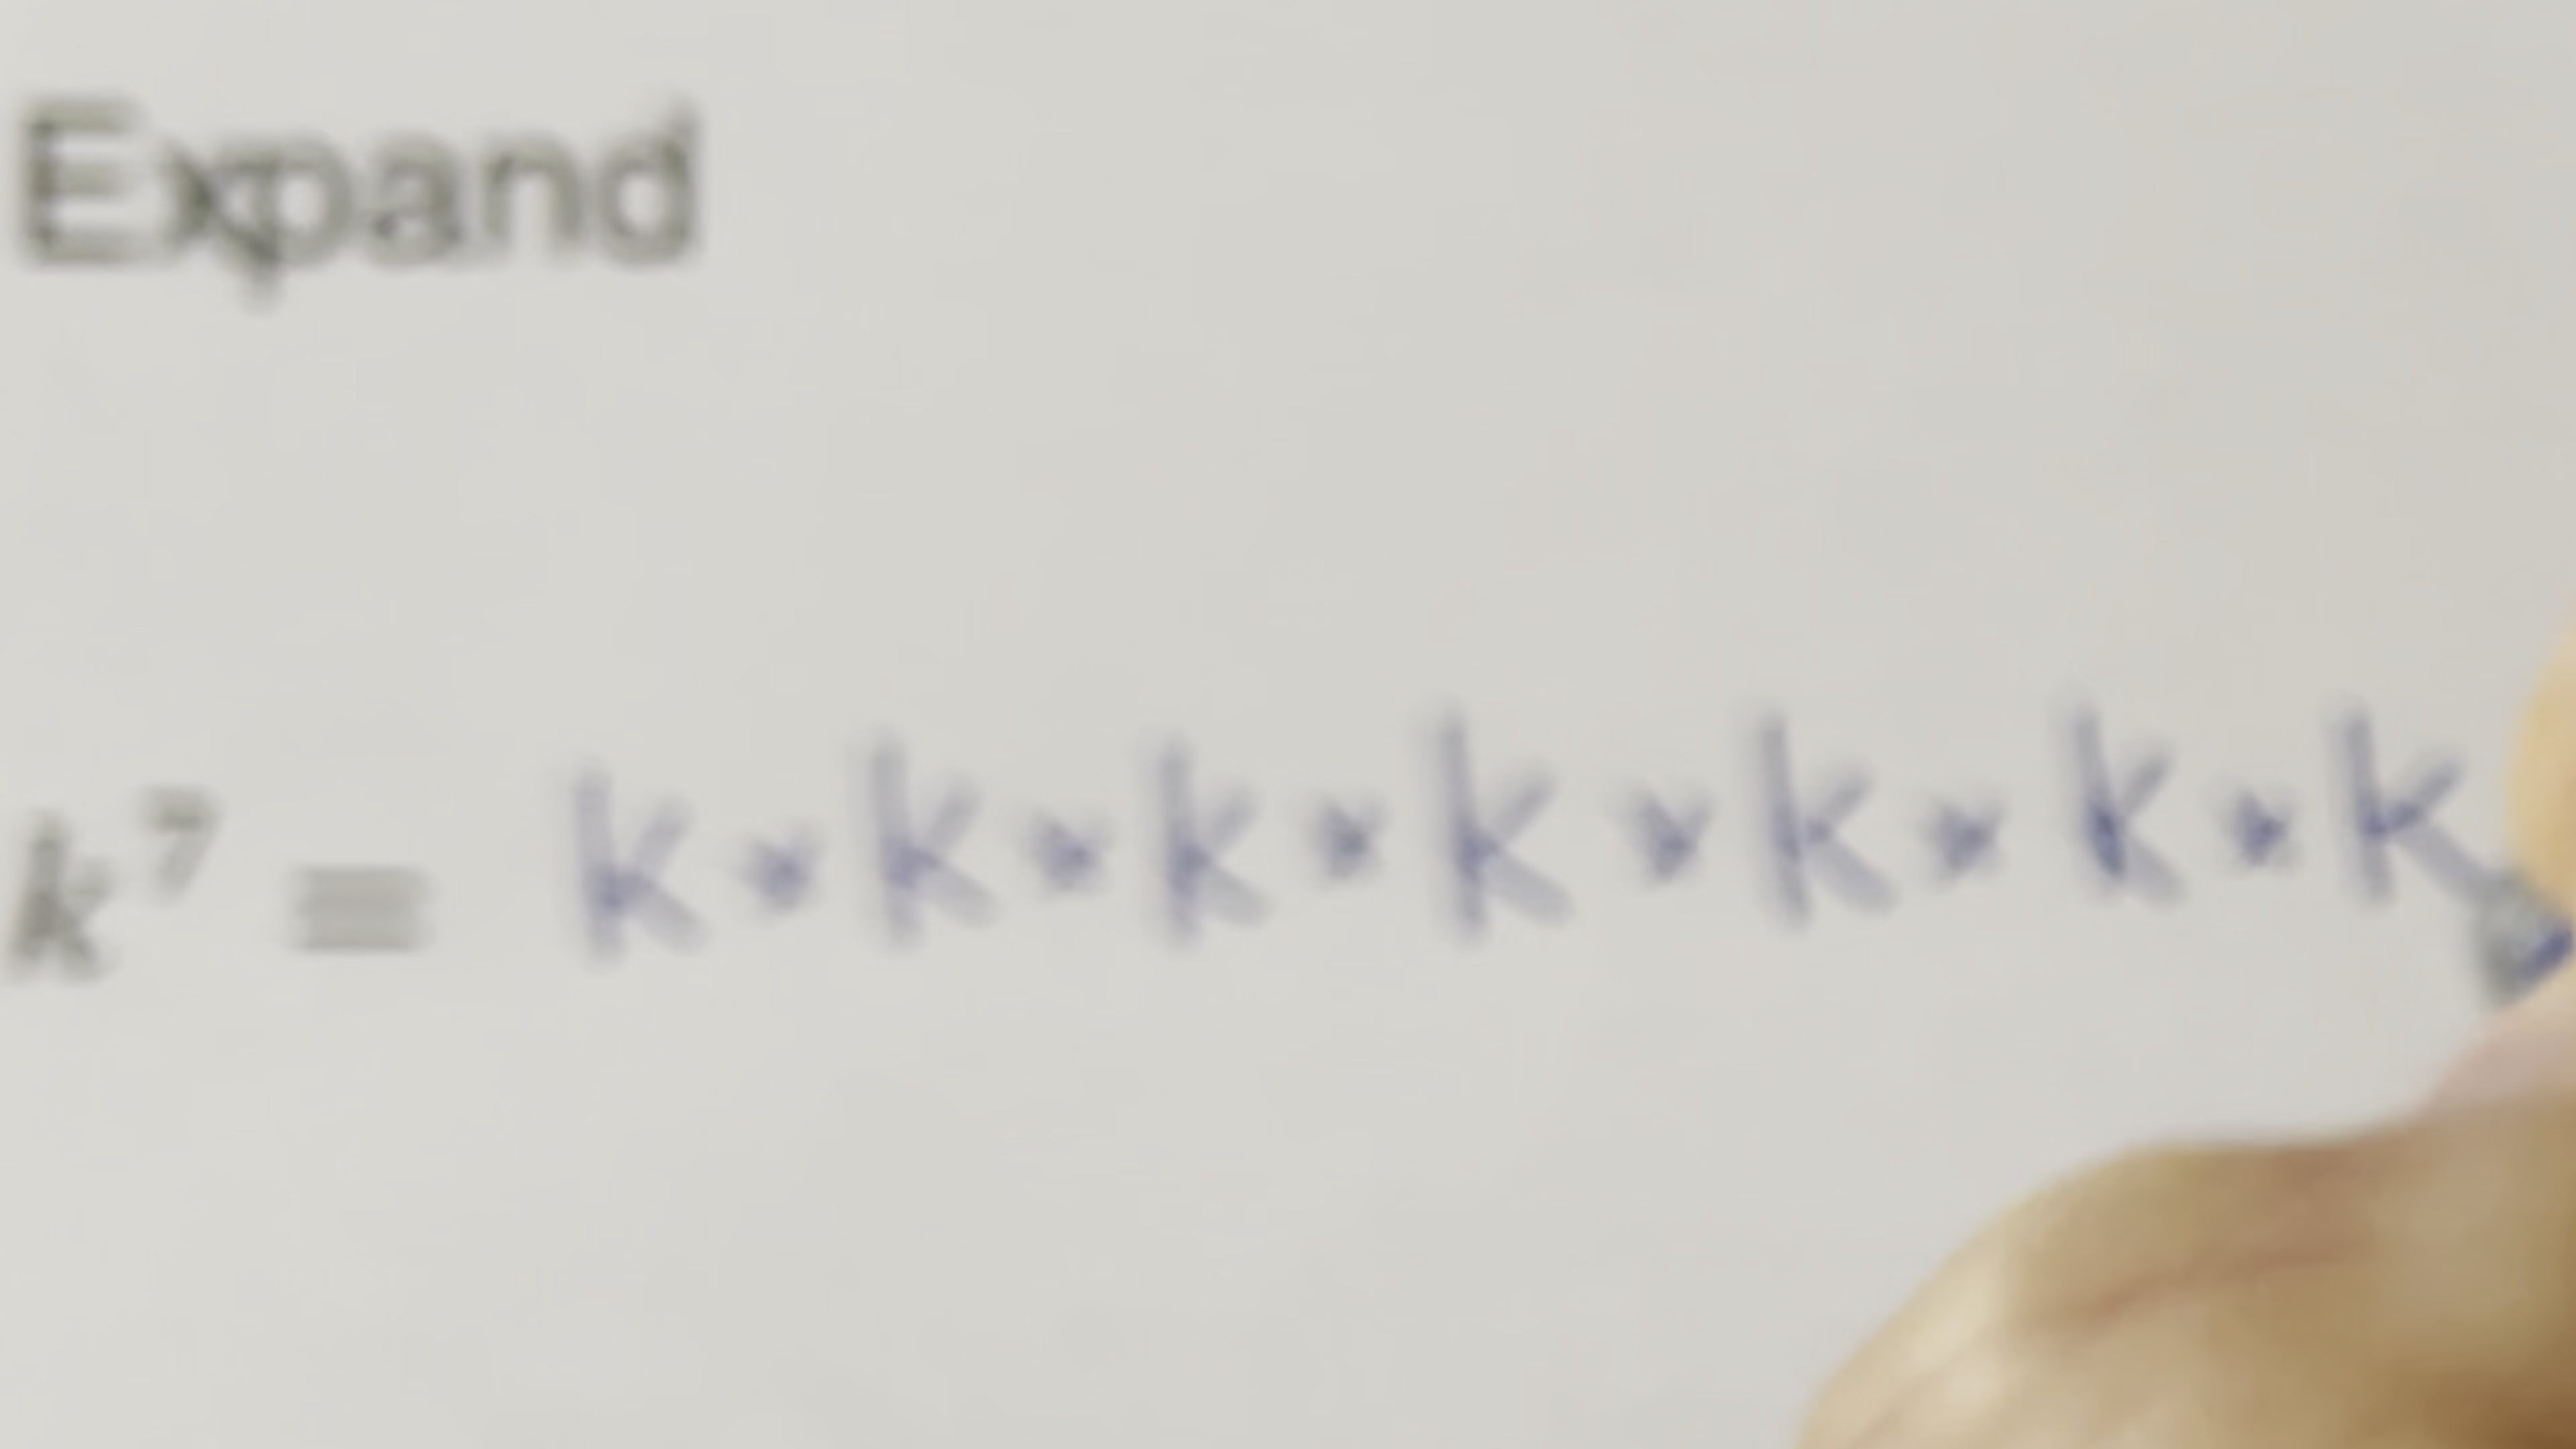 Expand
k⁷ = k · k · k · k · k · k · k